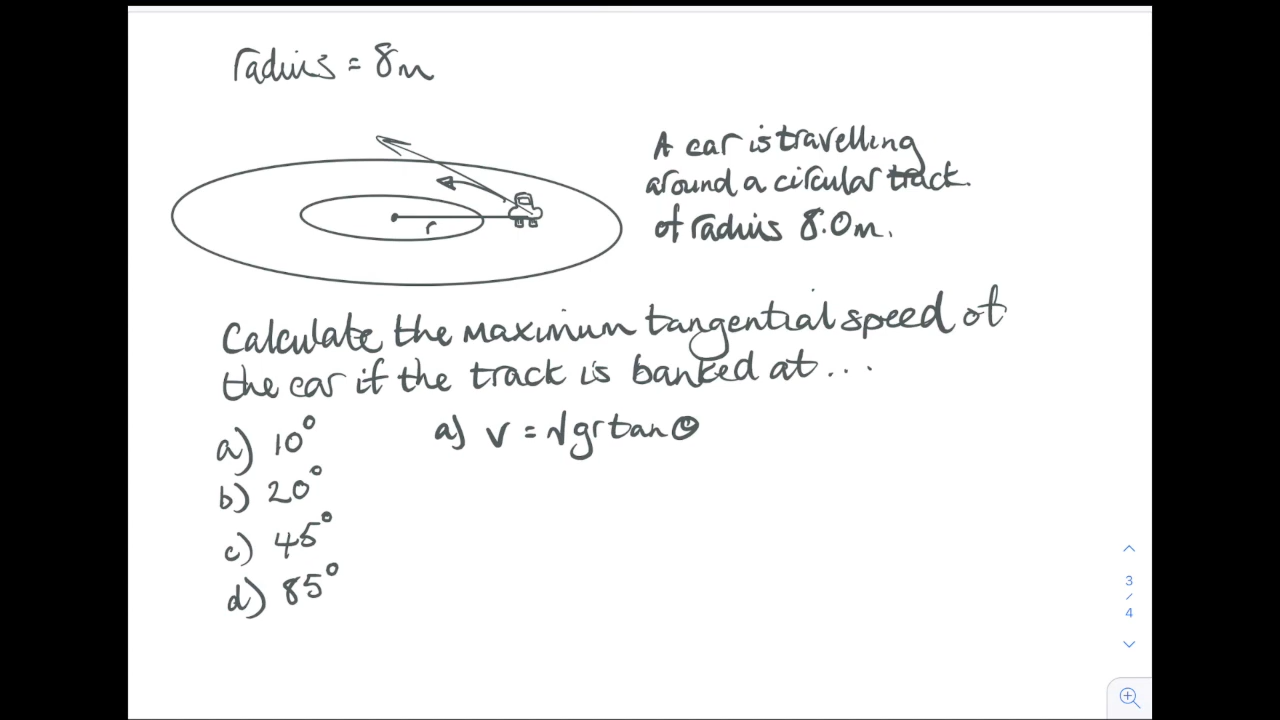 radius = 8m
A car is travelling
around a circular track
of radius 8.0m.
r
Calculate the maximum tangential speed of
the car if the track is banked at...
a) 10°
a) v = √grtanθ
b) 20°
c) 45°
d) 85°
3
/
4